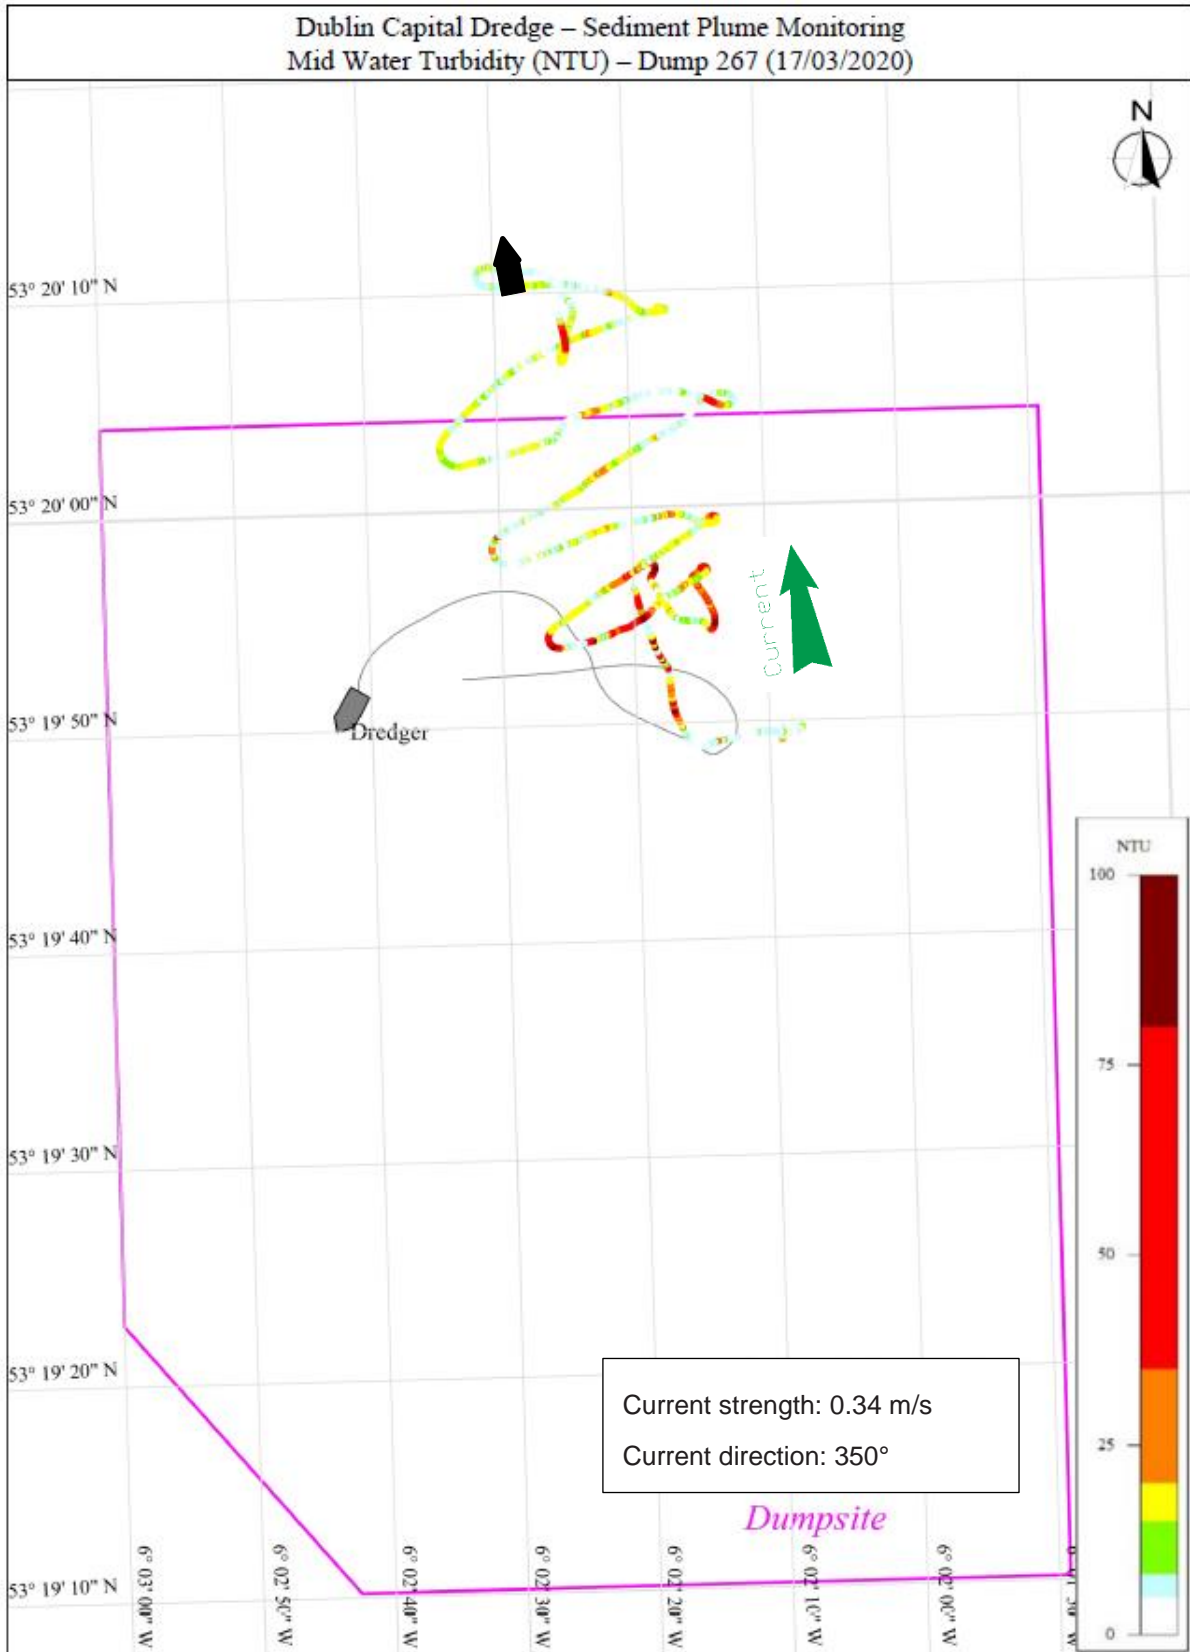 Dublin Capital Dredge – Sediment Plume Monitoring
Mid Water Turbidity (NTU) – Dump 267 (17/03/2020)
N
53° 20' 10" N
53° 20' 00" N
Current
53° 19' 50" N
Dredger
NTU
100
53° 19' 40" N
75
53° 19' 30" N
50
53° 19' 20" N
Current strength: 0.34 m/s
Current direction: 350°
25
Dumpsite
53° 19' 10" N
0
6° 03' 00" W
6° 02' 50" W
6° 02' 40" W
6° 02' 30" W
6° 02' 20" W
6° 02' 10" W
6° 02' 00" W